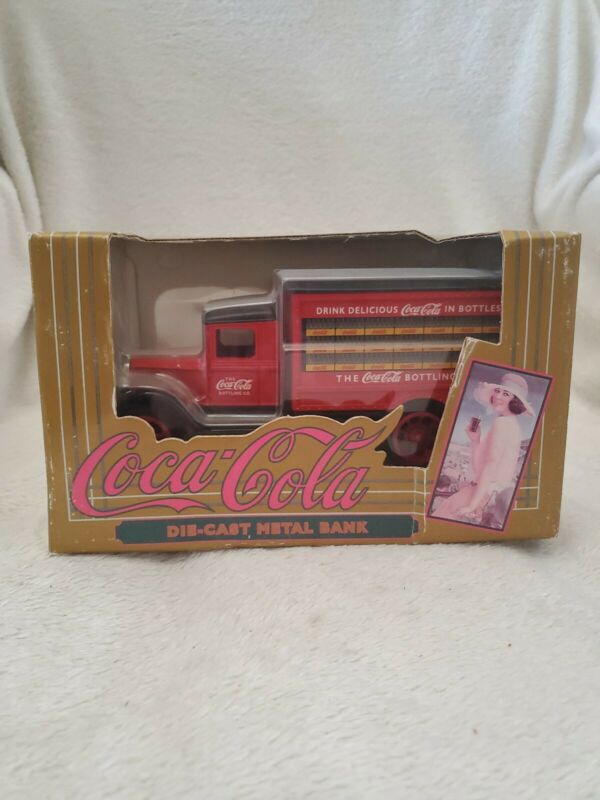 DRINK DELICIOUS Coca-Cola IN BOTTLES
THE Coca-Cola BOTTLING
THE
Coca-Cola
BOTTLING CO.
Coca-Cola
DIE-CAST METAL BANK